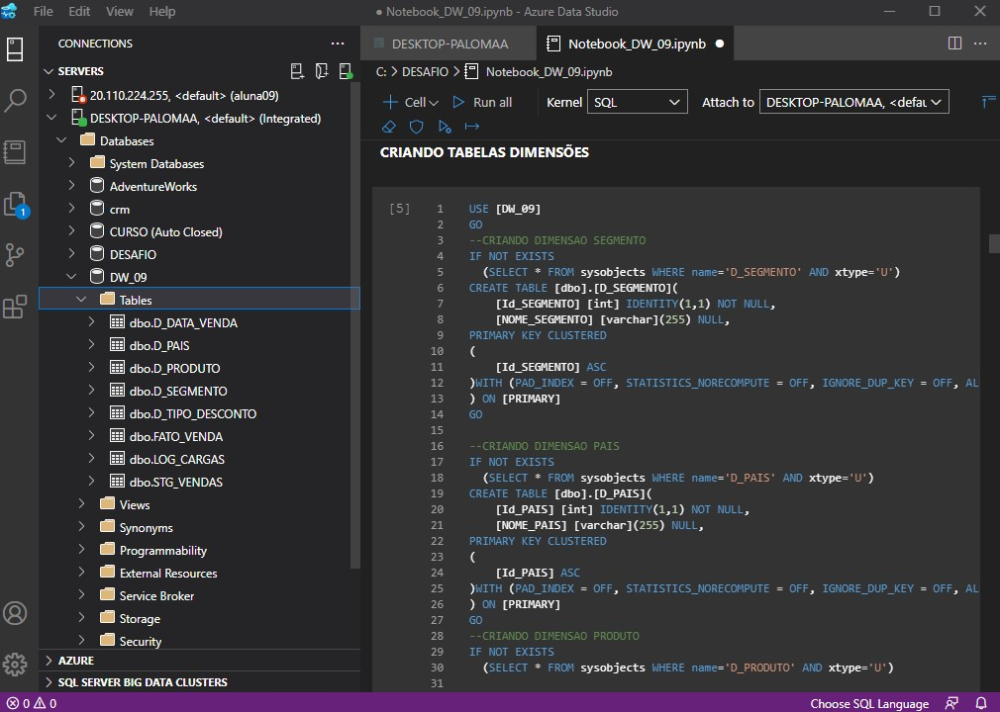 File Edit View Help
● Notebook_DW_09.ipynb - Azure Data Studio
CONNECTIONS
SERVERS
20.110.224.255, <default> (aluna09)
DESKTOP-PALOMAA, <default> (Integrated)
Databases
System Databases
AdventureWorks
crm
CURSO (Auto Closed)
DESAFIO
DW_09
Tables
dbo.D_DATA_VENDA
dbo.D_PAIS
dbo.D_PRODUTO
dbo.D_SEGMENTO
dbo.D_TIPO_DESCONTO
dbo.FATO_VENDA
dbo.LOG_CARGAS
dbo.STG_VENDAS
Views
Synonyms
Programmability
External Resources
Service Broker
Storage
Security
AZURE
SQL SERVER BIG DATA CLUSTERS
1
DESKTOP-PALOMAA
Notebook_DW_09.ipynb ●
C: > DESAFIO > Notebook_DW_09.ipynb
Cell Run all Kernel SQL Attach to DESKTOP-PALOMAA, <defau
CRIANDO TABELAS DIMENSÕES
[5]
1 USE [DW_09]
2 GO
3 --CRIANDO DIMENSAO SEGMENTO
4 IF NOT EXISTS
5 (SELECT * FROM sysobjects WHERE name='D_SEGMENTO' AND xtype='U')
6 CREATE TABLE [dbo].[D_SEGMENTO](
7 [Id_SEGMENTO] [int] IDENTITY(1,1) NOT NULL,
8 [NOME_SEGMENTO] [varchar](255) NULL,
9 PRIMARY KEY CLUSTERED
10 (
11 [Id_SEGMENTO] ASC
12 )WITH (PAD_INDEX = OFF, STATISTICS_NORECOMPUTE = OFF, IGNORE_DUP_KEY = OFF, AL
13 ) ON [PRIMARY]
14 GO
15
16 --CRIANDO DIMENSAO PAIS
17 IF NOT EXISTS
18 (SELECT * FROM sysobjects WHERE name='D_PAIS' AND xtype='U')
19 CREATE TABLE [dbo].[D_PAIS](
20 [Id_PAIS] [int] IDENTITY(1,1) NOT NULL,
21 [NOME_PAIS] [varchar](255) NULL,
22 PRIMARY KEY CLUSTERED
23 (
24 [Id_PAIS] ASC
25 )WITH (PAD_INDEX = OFF, STATISTICS_NORECOMPUTE = OFF, IGNORE_DUP_KEY = OFF, AL
26 ) ON [PRIMARY]
27 GO
28 --CRIANDO DIMENSAO PRODUTO
29 IF NOT EXISTS
30 (SELECT * FROM sysobjects WHERE name='D_PRODUTO' AND xtype='U')
31
0 0
Choose SQL Language